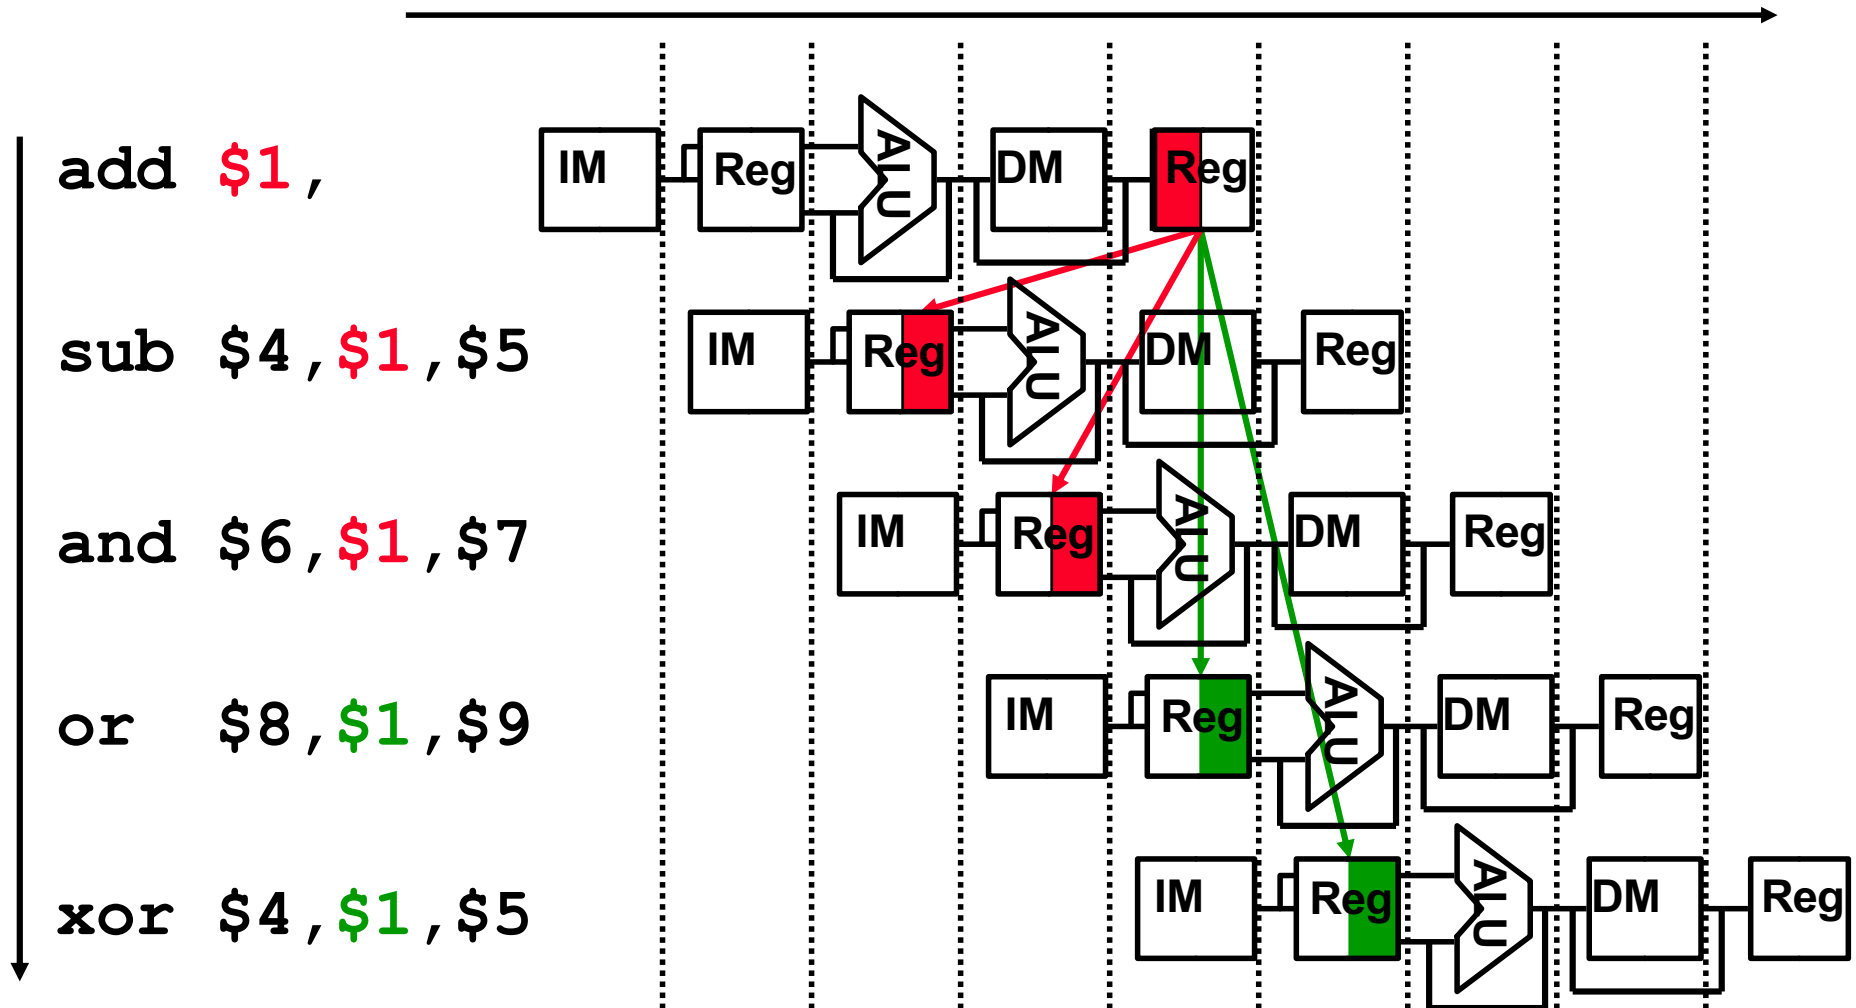 add $1, IM Reg ALU DM Reg
sub $4,$1,$5 IM Reg ALU DM Reg
and $6,$1,$7 IM Reg ALU DM Reg
or $8,$1,$9 IM Reg ALU DM Reg
xor $4,$1,$5 IM Reg ALU DM Reg